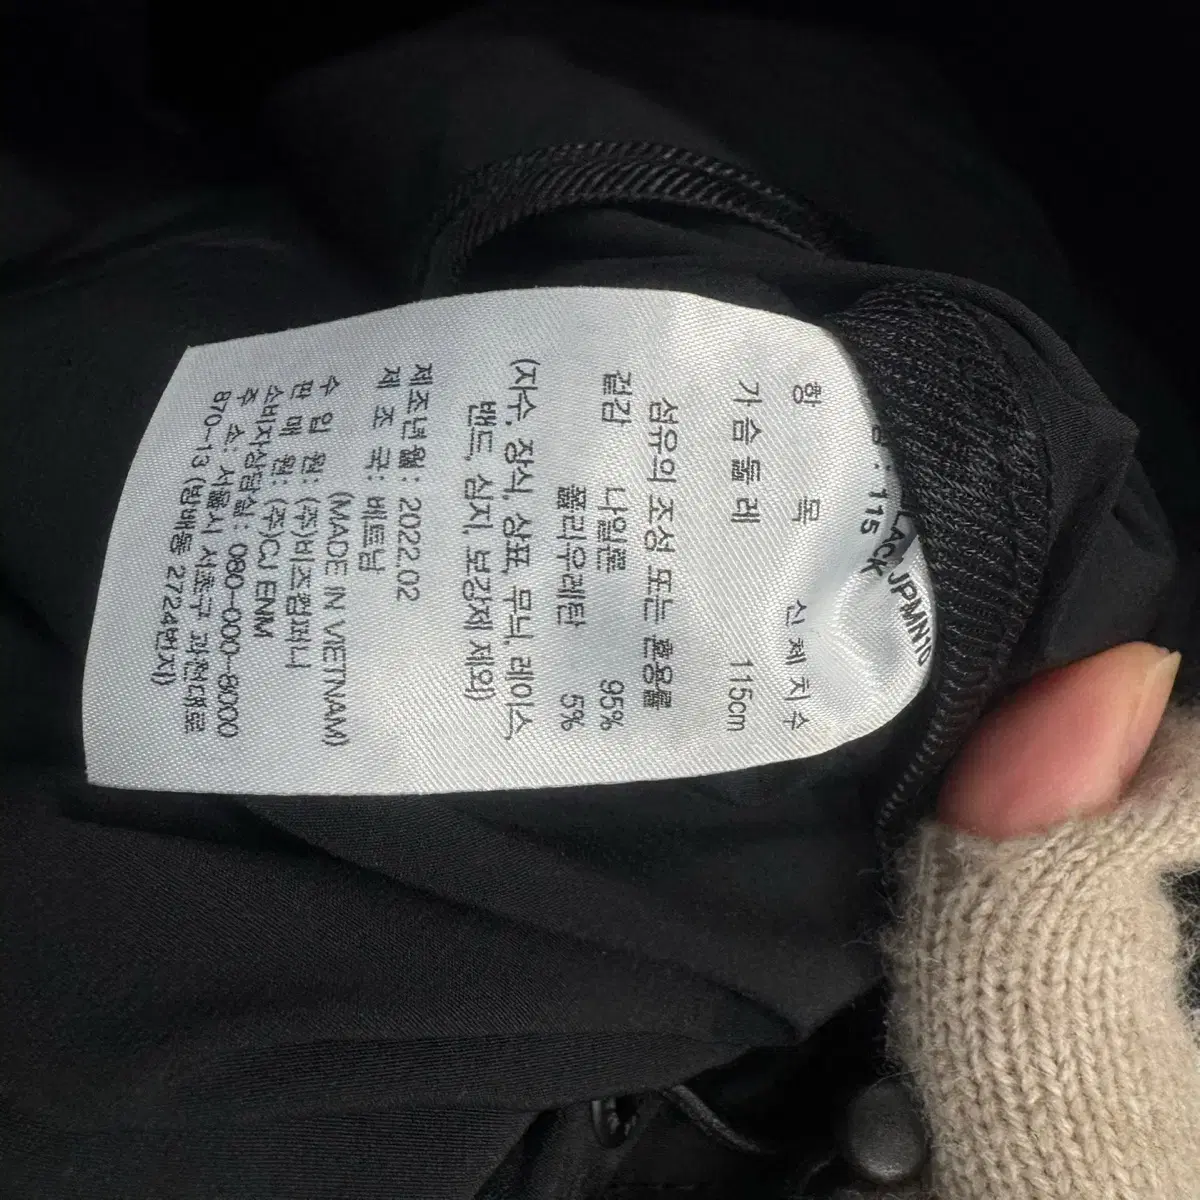 JPMN10
LACK
: 115
항 목 신체치수
가슴둘레 115cm
섬유의 조성 또는 혼용률
겉감 나일론 95%
폴리우레탄 5%
(자수, 장식, 상표, 무늬, 레이스,
밴드, 심지, 보강제 제외)
제조년월 : 2022.02
제 조 국 : 베트남
(MADE IN VIETNAM)
수 입 원 : (주)비즈컴퍼니
판 매 원 : (주)CJ ENM
소비자상담실 : 080-000-8000
주 소 : 서울시 서초구 과천대로
870-13 (방배동 2724번지)